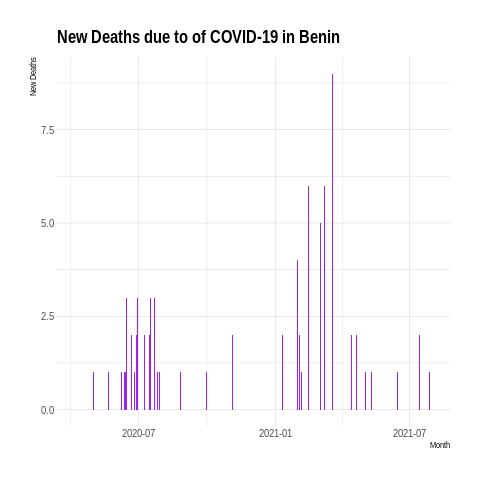 New Deaths due to of COVID-19 in Benin
New Deaths
7.5
5.0
2.5
0.0
2020-07 2021-01 2021-07
Month